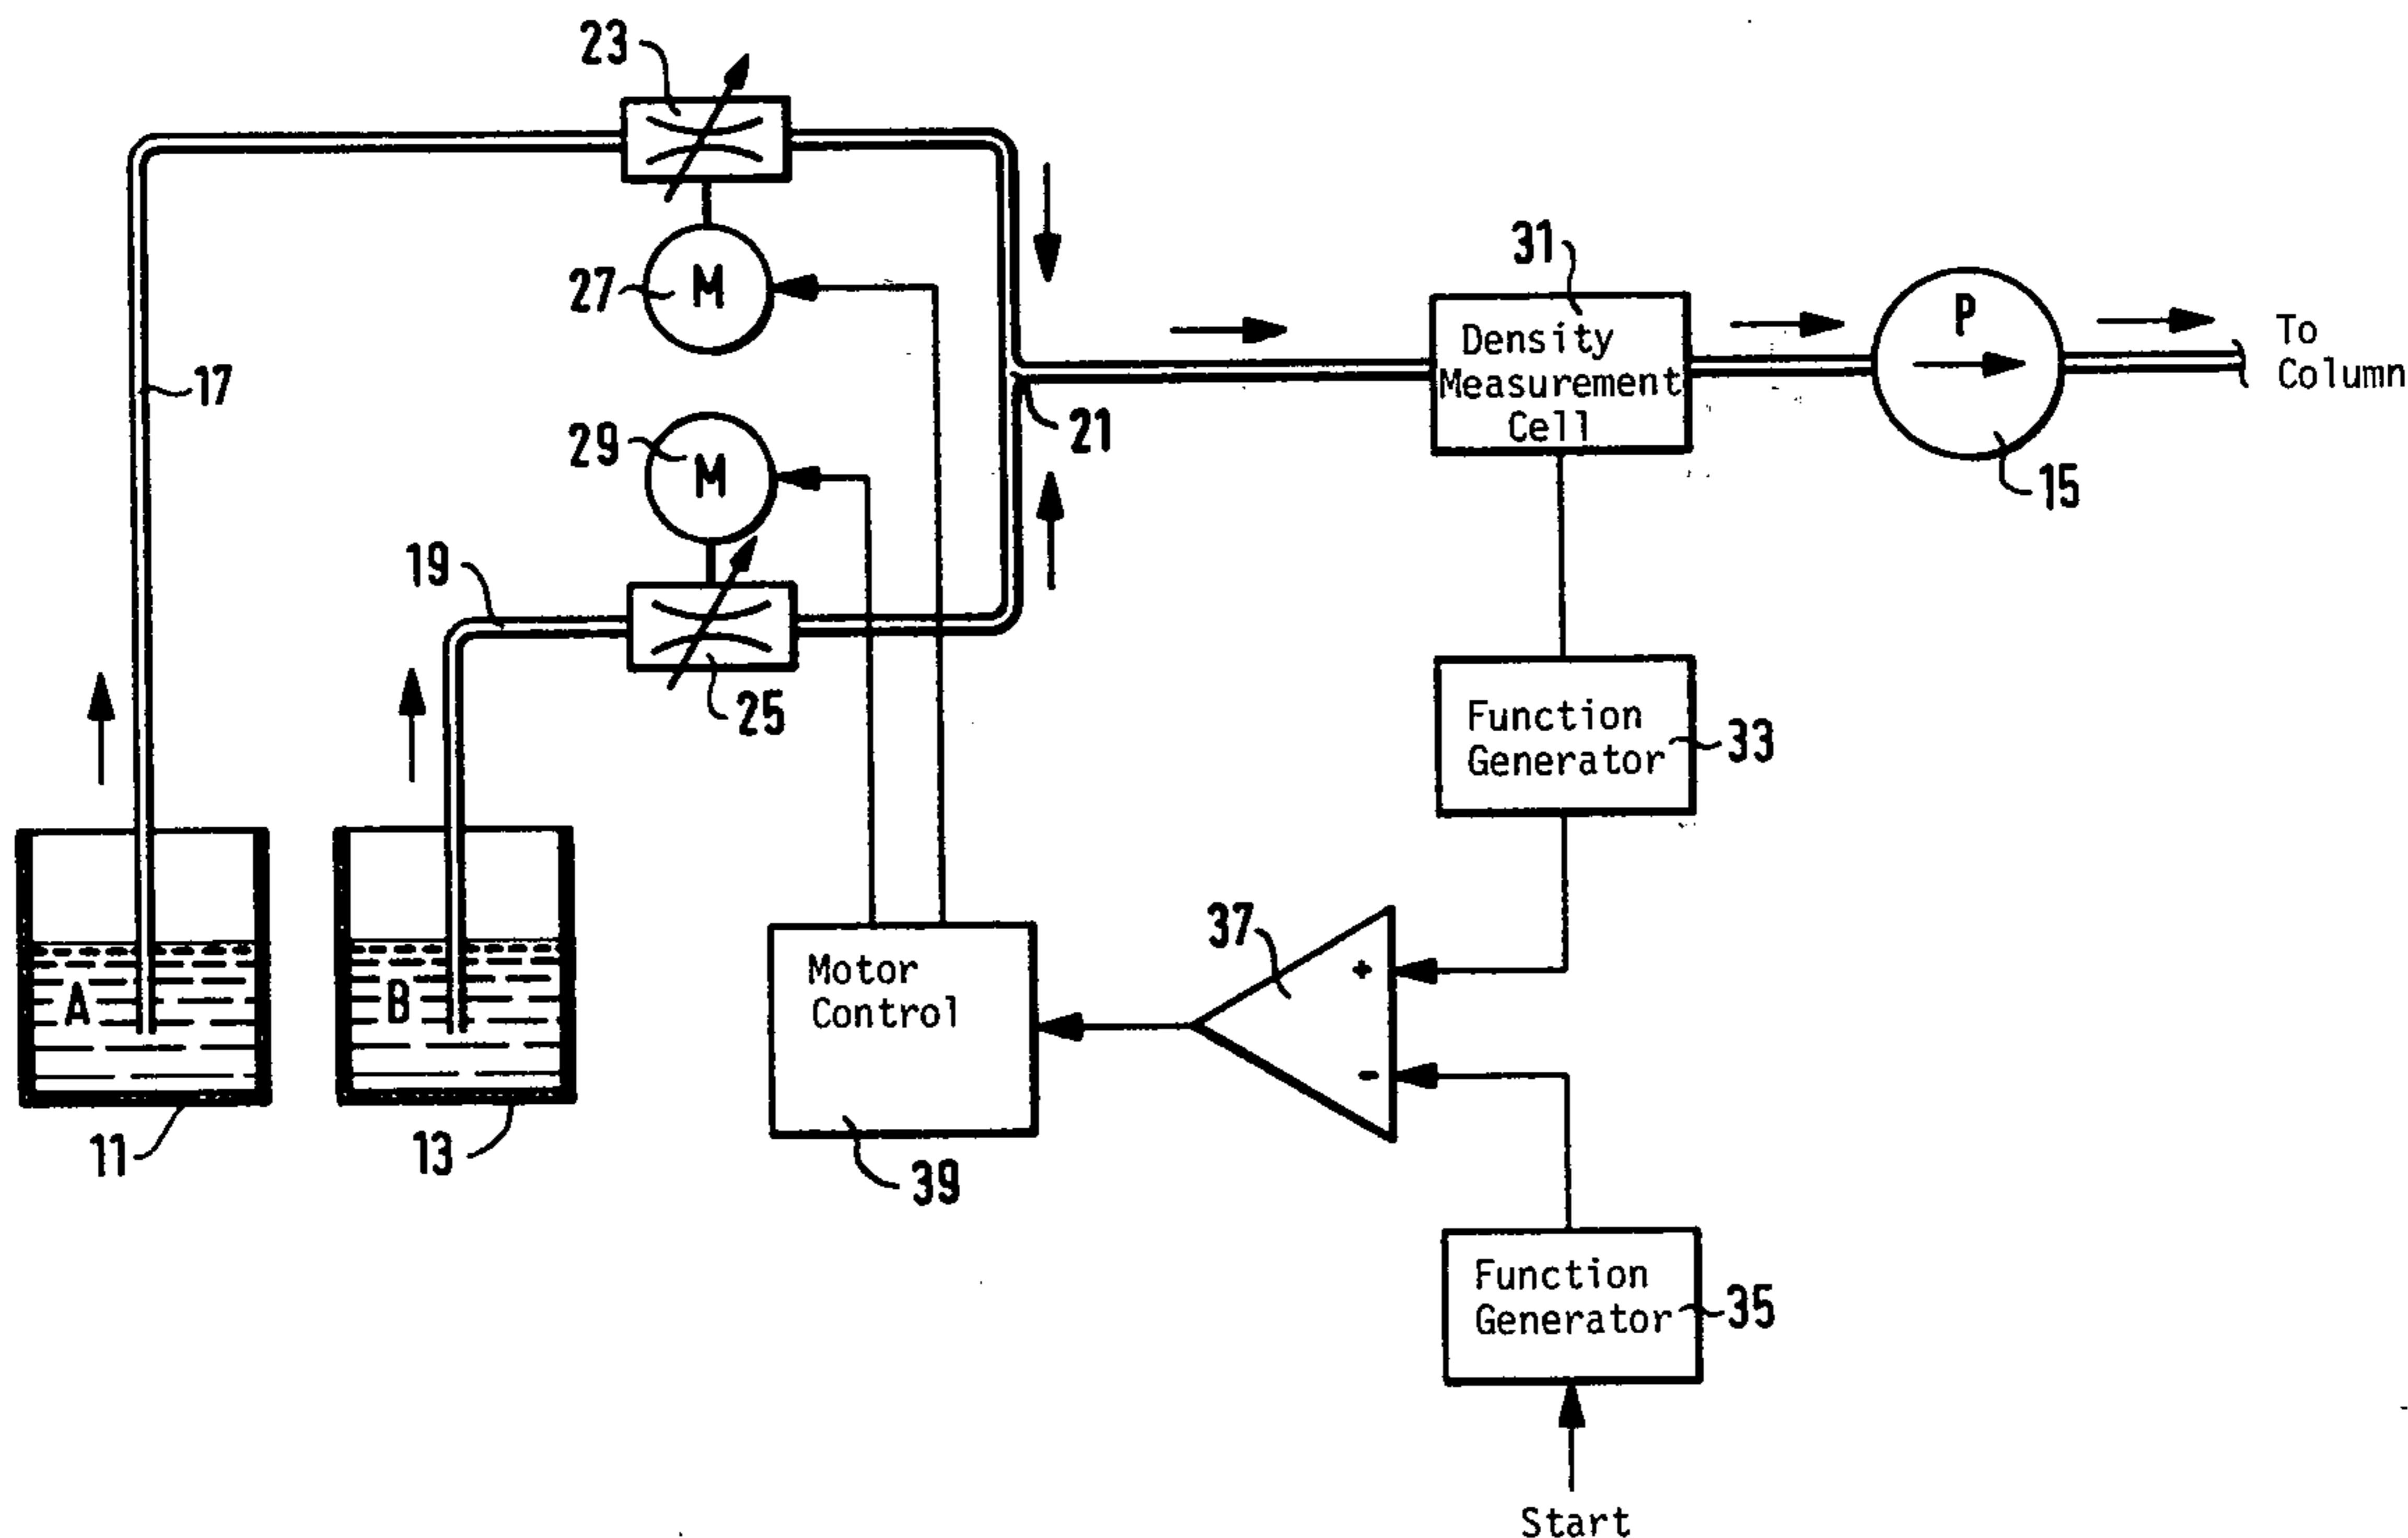 23
27
M
17
29
M
21
31
Density
Measurement
Cell
P
15
To
Column
19
25
Function
Generator
33
A
B
11
13
Motor
Control
39
37
+
-
Function
Generator
35
Start